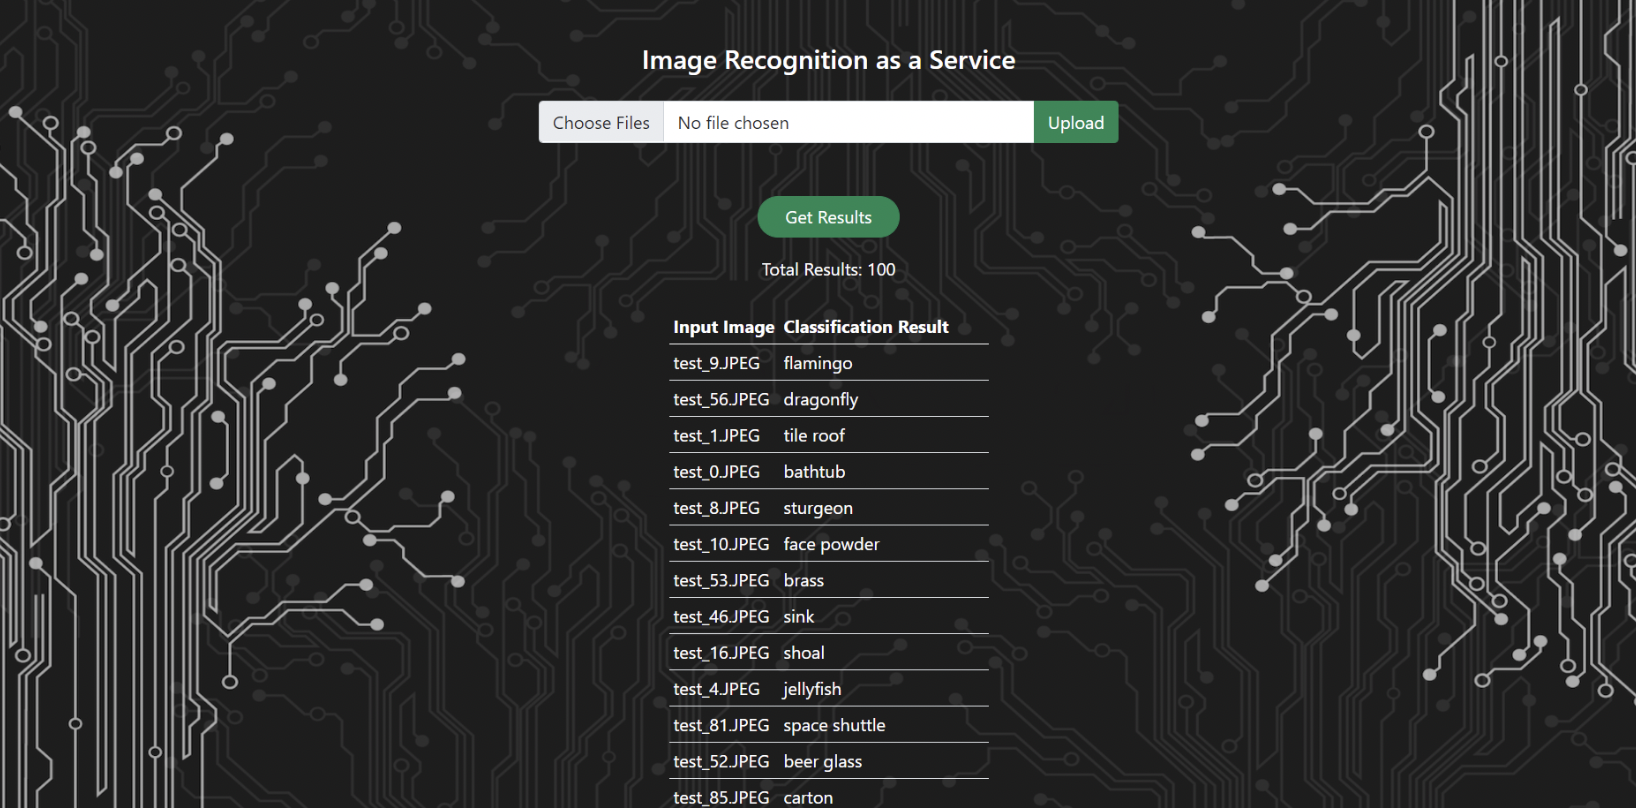 Image Recognition as a Service
Choose Files No file chosen Upload
Get Results
Total Results: 100
Input Image Classification Result
test_9.JPEG flamingo
test_56.JPEG dragonfly
test_1.JPEG tile roof
test_0.JPEG bathtub
test_8.JPEG sturgeon
test_10.JPEG face powder
test_53.JPEG brass
test_46.JPEG sink
test_16.JPEG shoal
test_4.JPEG jellyfish
test_81.JPEG space shuttle
test_52.JPEG beer glass
test_85.JPEG carton